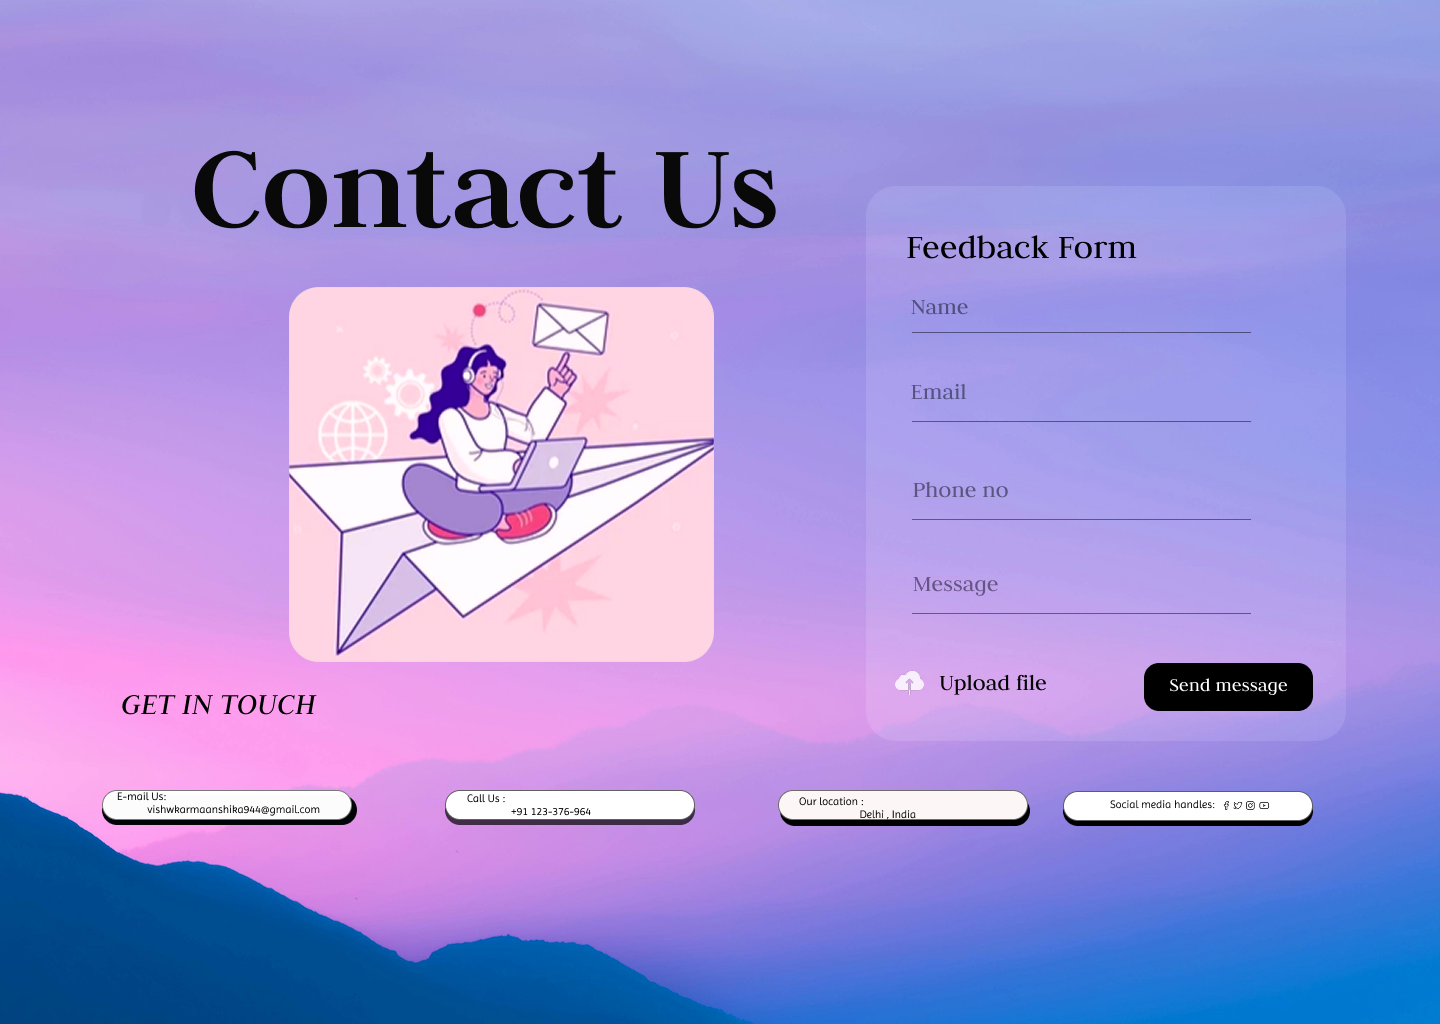 Contact Us
Feedback Form
Name
Email
Phone no
Message
Upload file
Send message
GET IN TOUCH
E-mail Us:
vishwkarmaanshika944@gmail.com
Call Us :
+91 123-376-964
Our location :
Delhi , India
Social media handles: